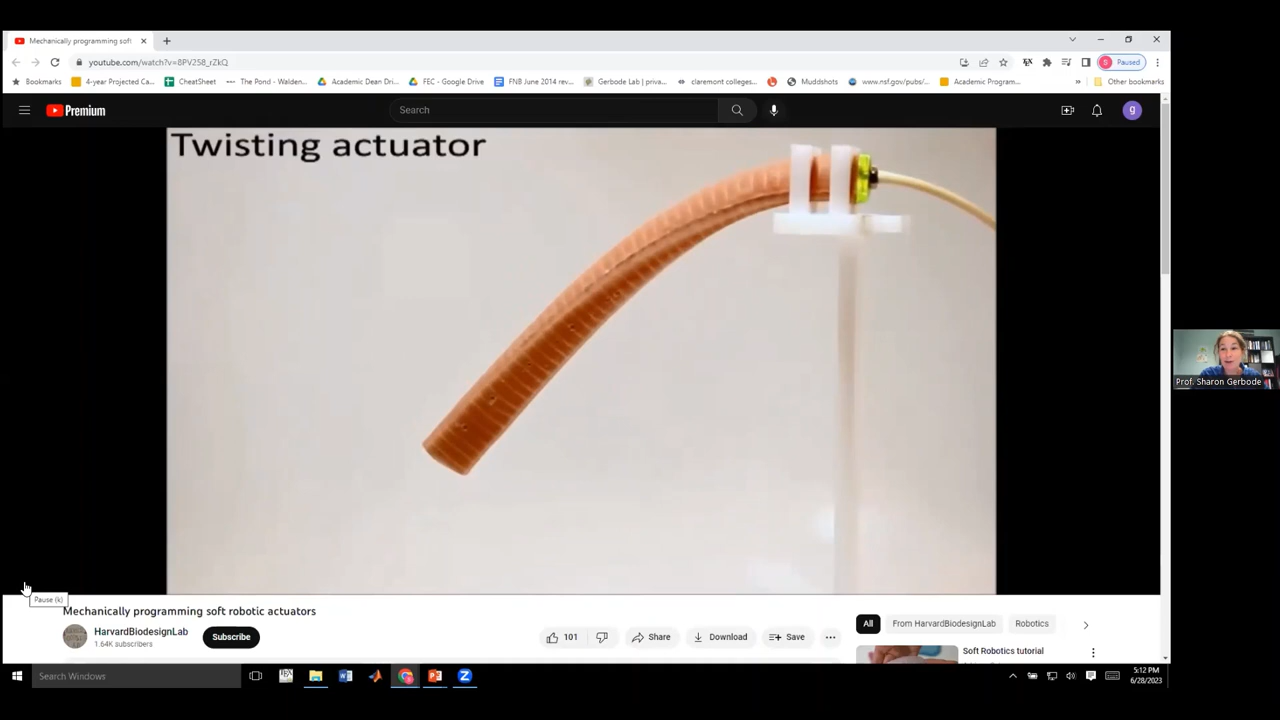 Mechanically programming soft
youtube.com/watch?v=8PV258_rZkQ
S
Paused
Bookmarks
4-year Projected Ca...
CheatSheet
The Pond - Walden...
Academic Dean Dri...
FEC - Google Drive
FNB June 2014 rev...
Gerbode Lab | priva...
claremont colleges...
Muddshots
www.nsf.gov/pubs/...
Academic Program...
Other bookmarks
Premium
Search
g
Twisting actuator
Prof. Sharon Gerbode
Pause (k)
Mechanically programming soft robotic actuators
HarvardBiodesignLab
1.64K subscribers
Subscribe
101
Share
Download
Save
All
From HarvardBiodesignLab
Robotics
Soft Robotics tutorial
Search Windows
5:12 PM
6/28/2023